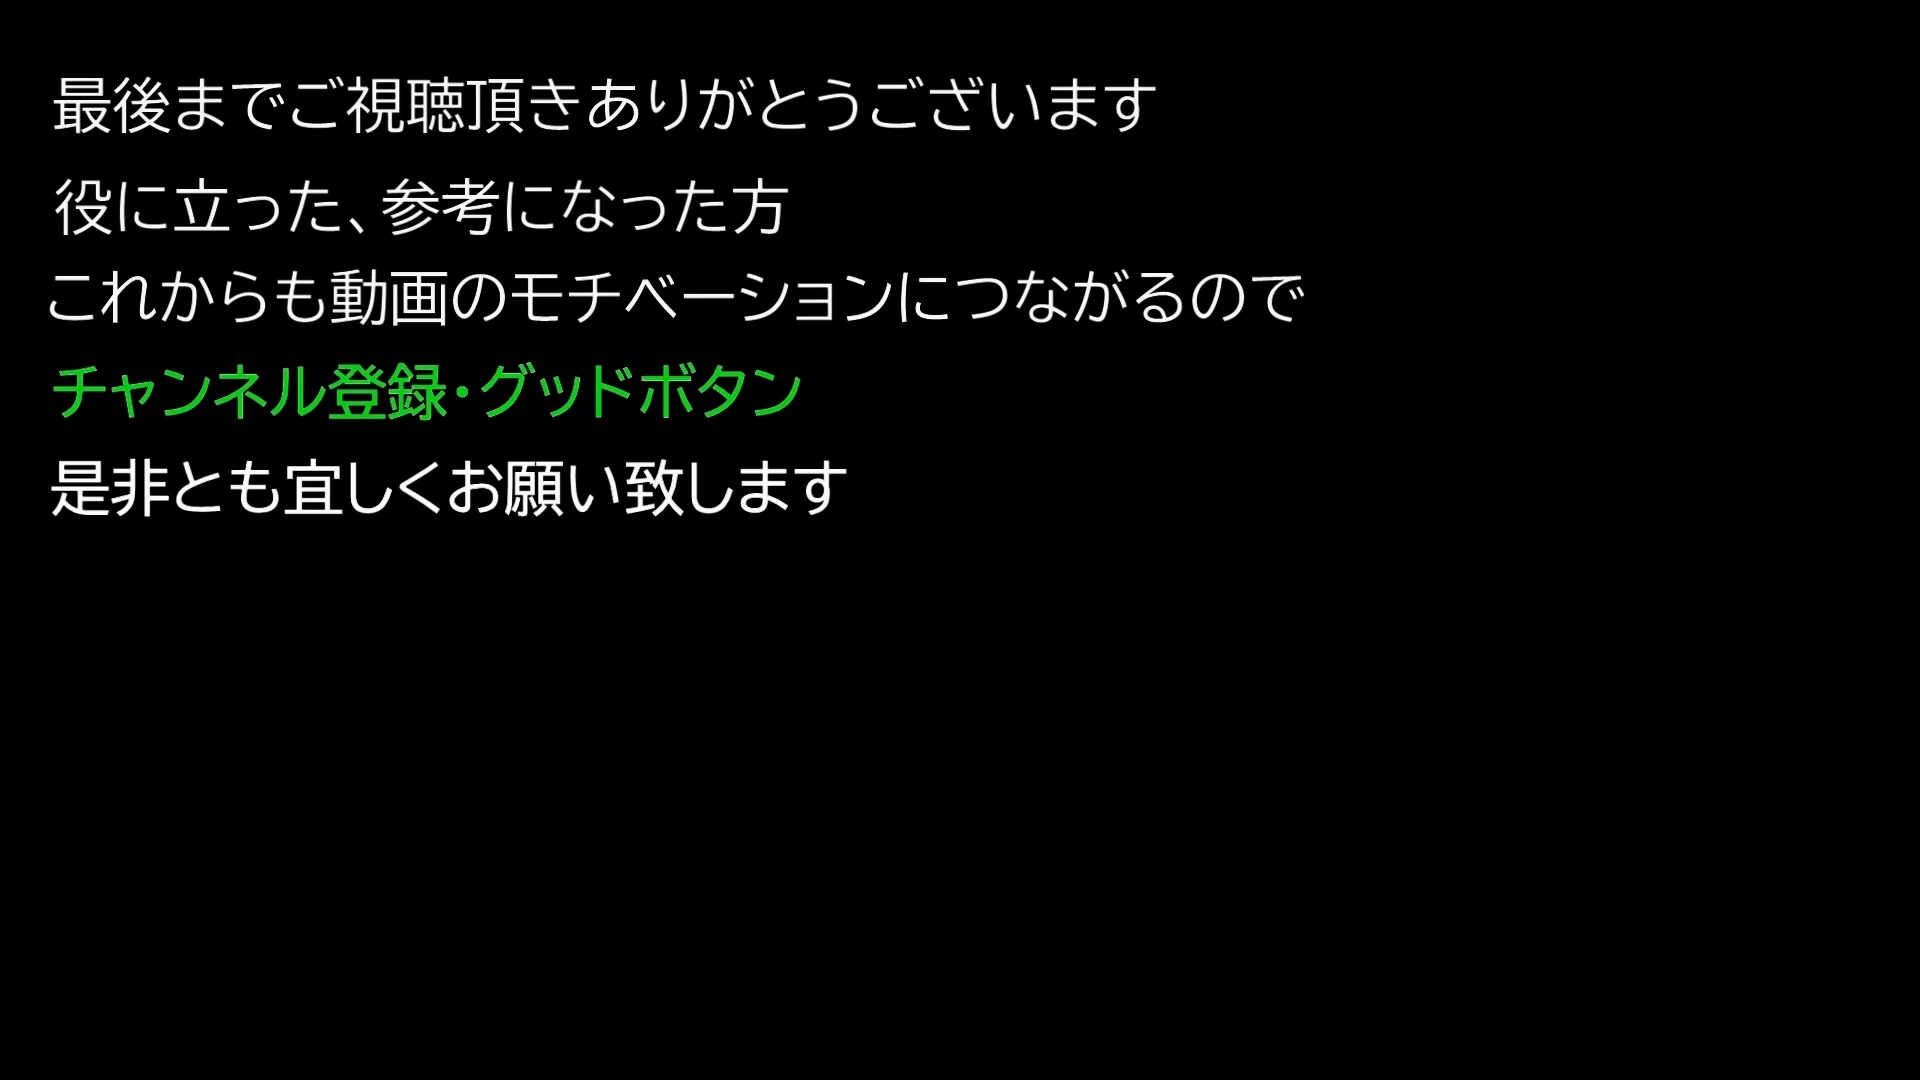 最後までご視聴頂きありがとうございます
役に立った、参考になった方
これからも動画のモチベーションにつながるので
チャンネル登録・グッドボタン
是非とも宜しくお願い致します